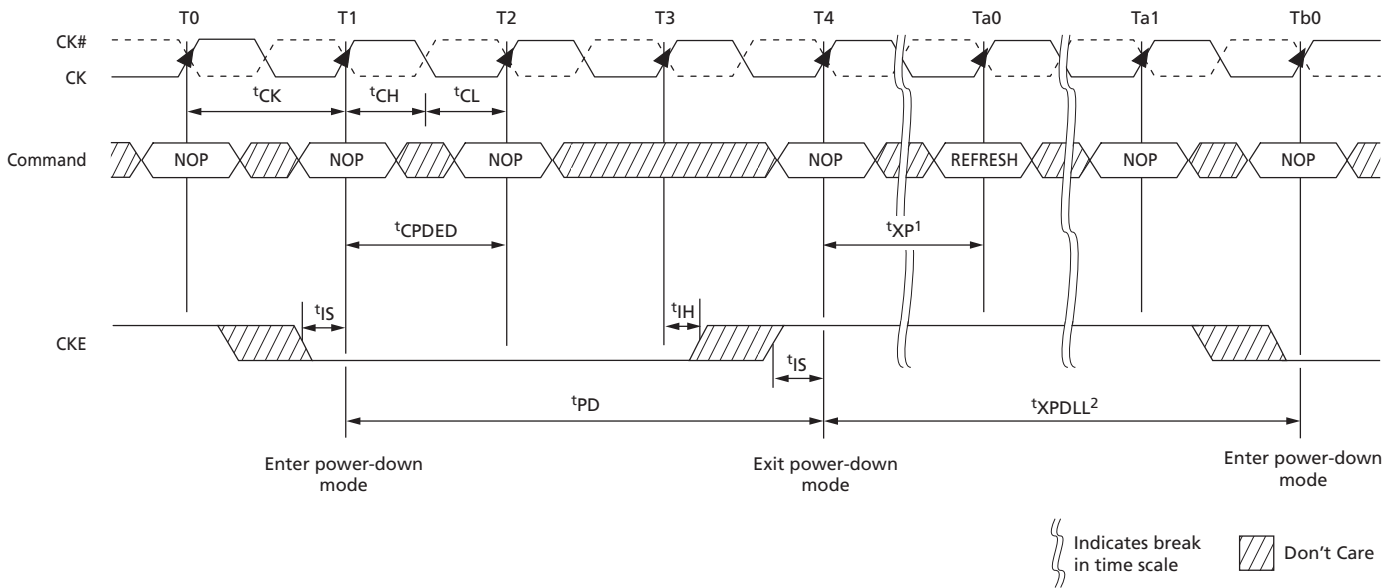 T0 T1 T2 T3 T4 Ta0 Ta1 Tb0
CK#
CK
tCK tCH tCL
Command NOP NOP NOP NOP REFRESH NOP NOP
tCPDED tXP1
tIS tIH
CKE
tIS
tPD tXPDLL2
Enter power-down
mode
Exit power-down
mode
Enter power-down
mode
Indicates break
in time scale
Don't Care